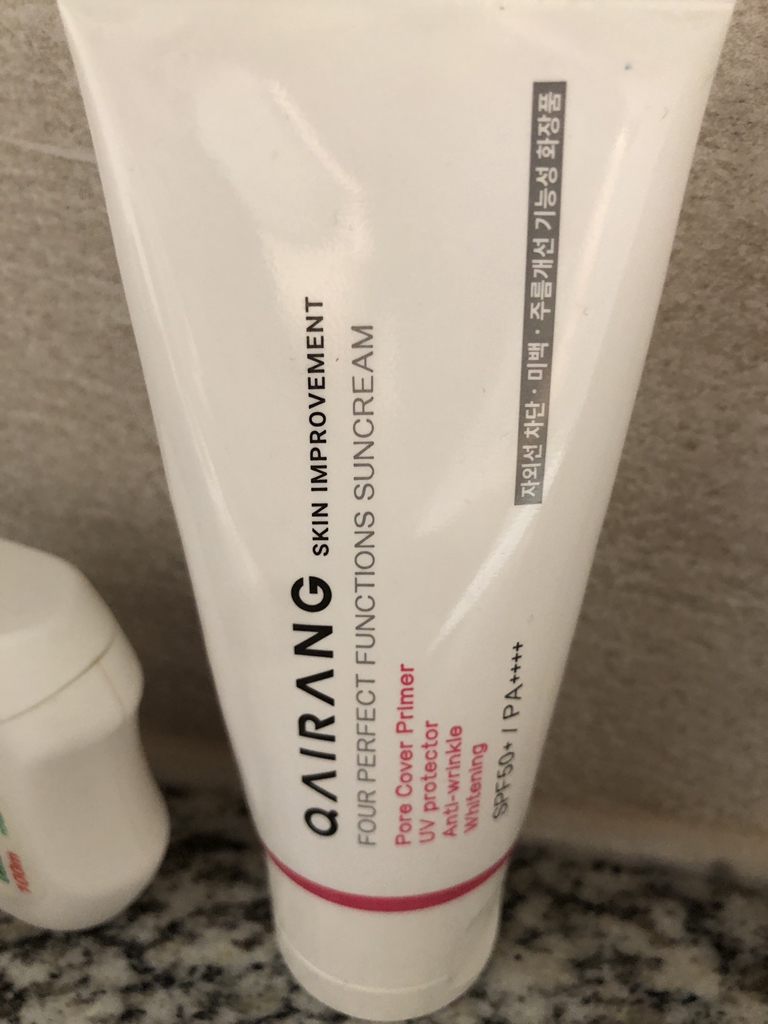 QAIRANG SKIN IMPROVEMENT
FOUR PERFECT FUNCTIONS SUNCREAM
Pore Cover Primer
UV protector
Anti-wrinkle
Whitening
SPF50+ / PA++++
자외선 차단 · 미백 · 주름개선 기능성 화장품
100m